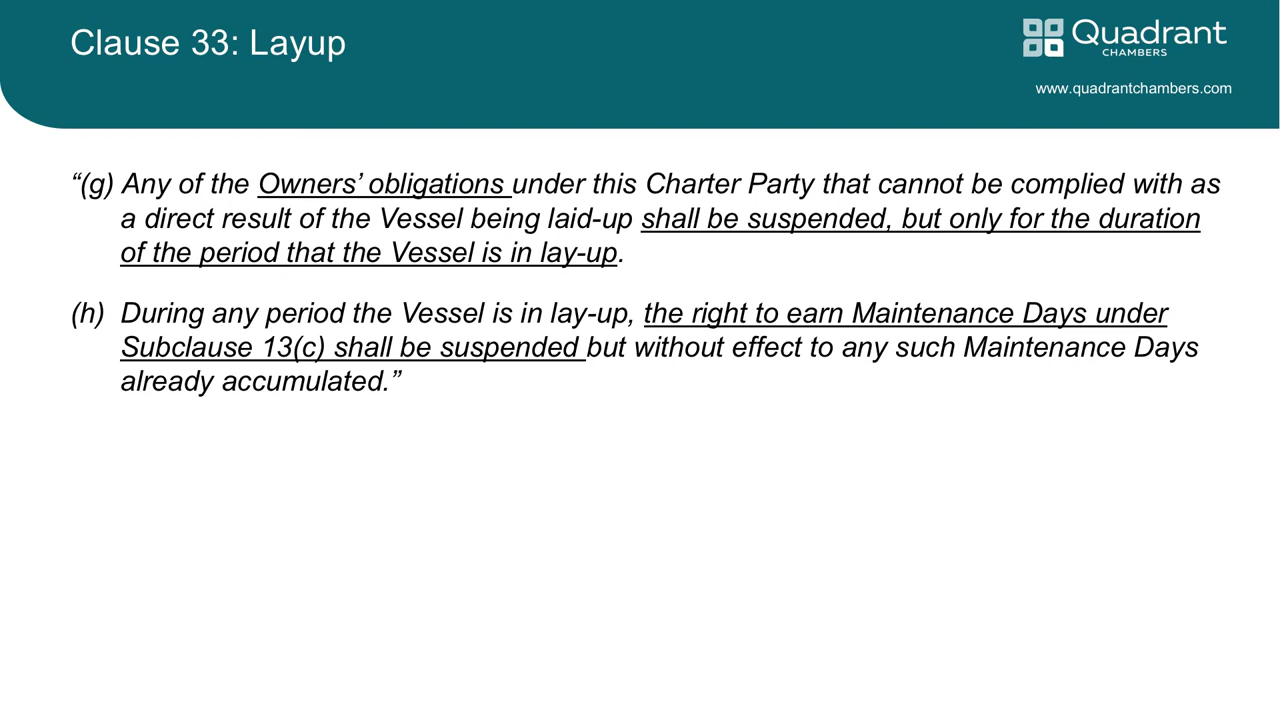 Clause 33: Layup
Quadrant
CHAMBERS
www.quadrantchambers.com
“(g) Any of the Owners’ obligations under this Charter Party that cannot be complied with as
a direct result of the Vessel being laid-up shall be suspended, but only for the duration
of the period that the Vessel is in lay-up.
(h) During any period the Vessel is in lay-up, the right to earn Maintenance Days under
Subclause 13(c) shall be suspended but without effect to any such Maintenance Days
already accumulated.”